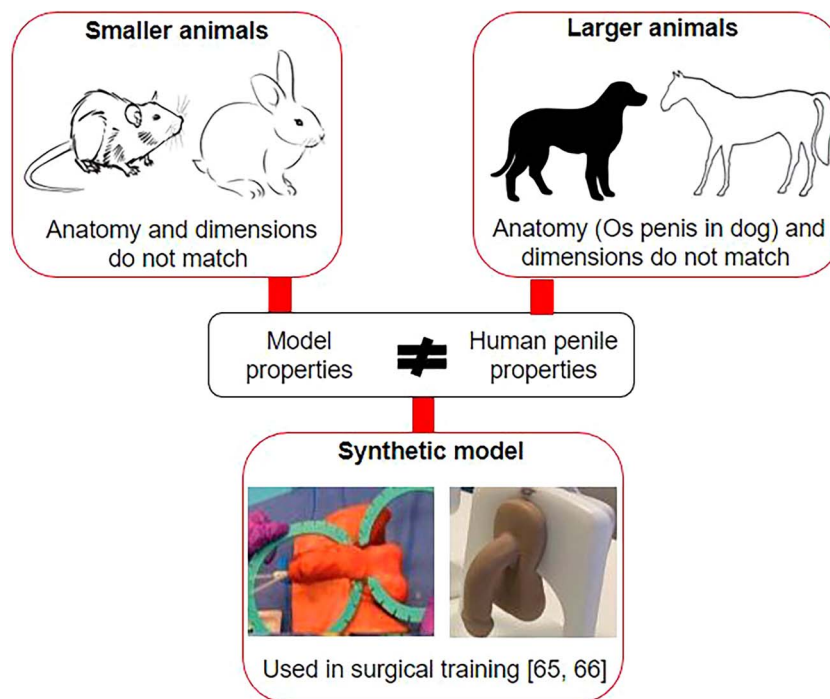 Smaller animals
Anatomy and dimensions
do not match
Larger animals
Anatomy (Os penis in dog) and
dimensions do not match
Model
properties
≠
Human penile
properties
Synthetic model
Used in surgical training [65, 66]